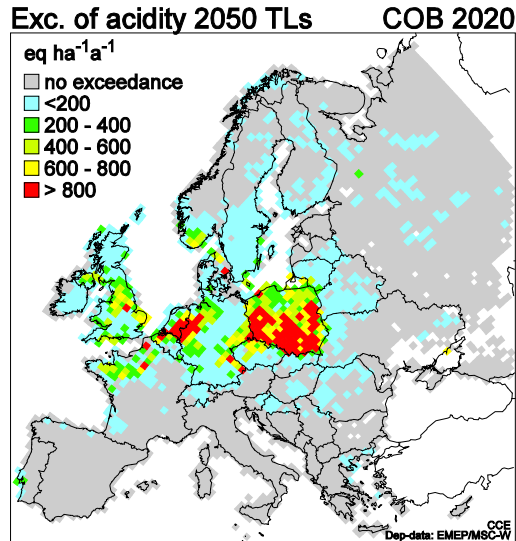 Exc. of acidity 2050 TLs COB 2020
eq ha-1a-1
no exceedance
<200
200 - 400
400 - 600
600 - 800
> 800
CCE
Dep-data: EMEP/MSC-W